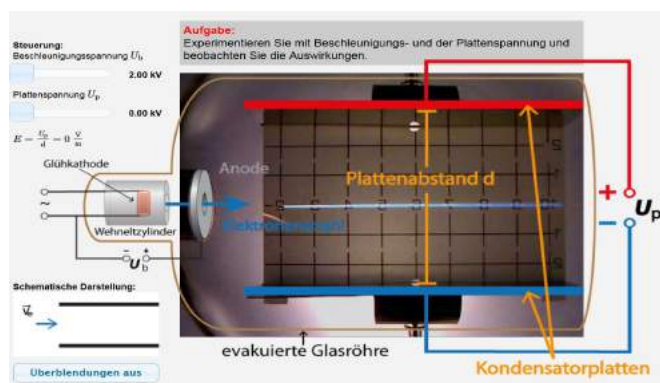 Aufgabe:
Experimentieren Sie mit Beschleunigungs- und der Plattenspannung und
beobachten Sie die Auswirkungen.
Steuerung:
Beschleunigungsspannung U_b
2.00 kV
Plattenspannung U_p
0.00 kV
E = U_p/d = 0 V/m
Glühkathode
Anode
Plattenabstand d
Wehneltzylinder
+
−
U_p
− +
U_b
~
Schematische Darstellung:
evakuierte Glasröhre
Kondensatorplatten
Überblendungen aus